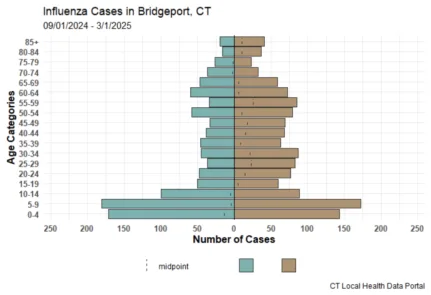 Influenza Cases in Bridgeport, CT
09/01/2024 - 3/1/2025
Age Categories
85+
80-84
75-79
70-74
65-69
60-64
55-59
50-54
45-49
40-44
35-39
30-34
25-29
20-24
15-19
10-14
5-9
0-4
250 200 150 100 50 0 50 100 150 200 250
Number of Cases
midpoint
CT Local Health Data Portal